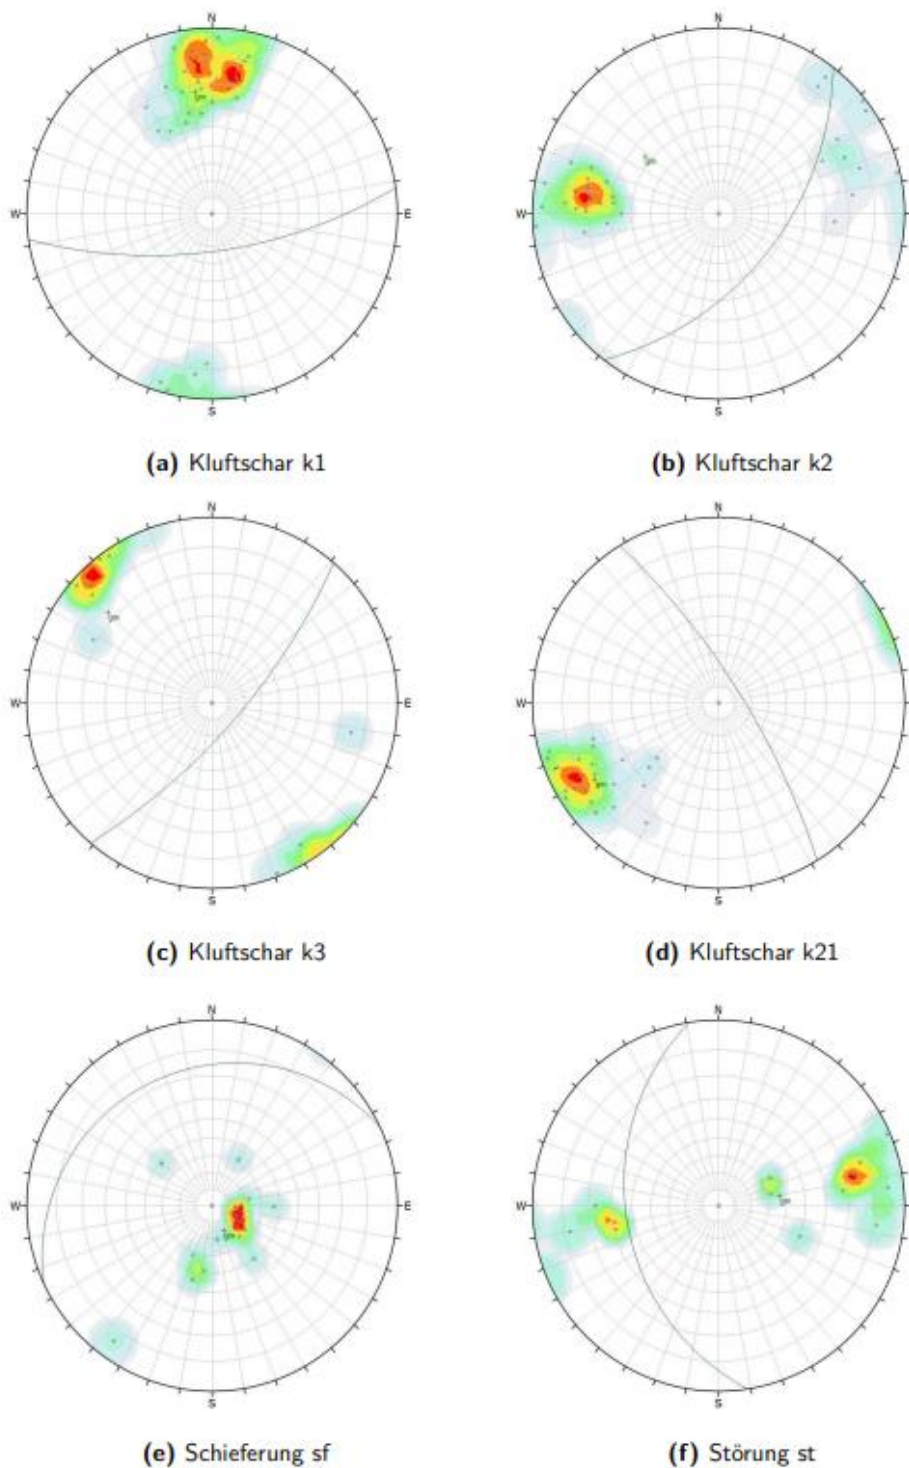 N N
W E W
S S
(a) Kluftschar k1 (b) Kluftschar k2
N N
W E W
S S
(c) Kluftschar k3 (d) Kluftschar k21
N N
W E W
S S
(e) Schieferung sf (f) Störung st